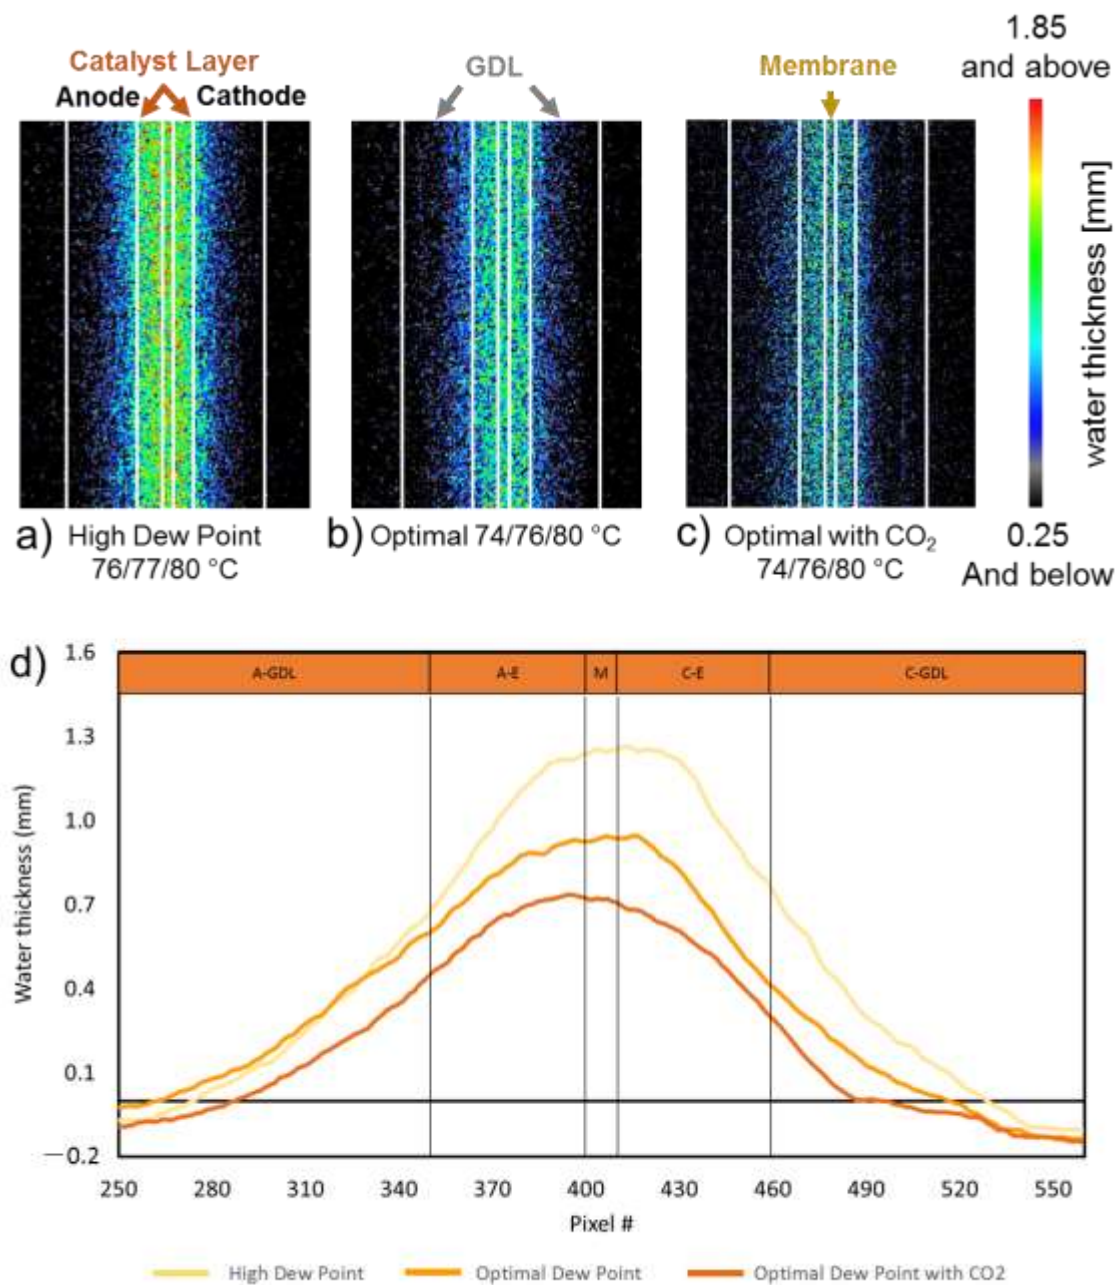 1.85
and above
Catalyst Layer
Anode
Cathode
GDL
Membrane
water thickness [mm]
a) High Dew Point
76/77/80 °C
b) Optimal 74/76/80 °C
c) Optimal with CO₂
74/76/80 °C
0.25
And below
d)
1.6
1.3
1.0
0.7
0.4
0.1
−0.2
Water thickness (mm)
A-GDL
A-E
M
C-E
C-GDL
250 280 310 340 370 400 430 460 490 520 550
Pixel #
High Dew Point
Optimal Dew Point
Optimal Dew Point with CO2